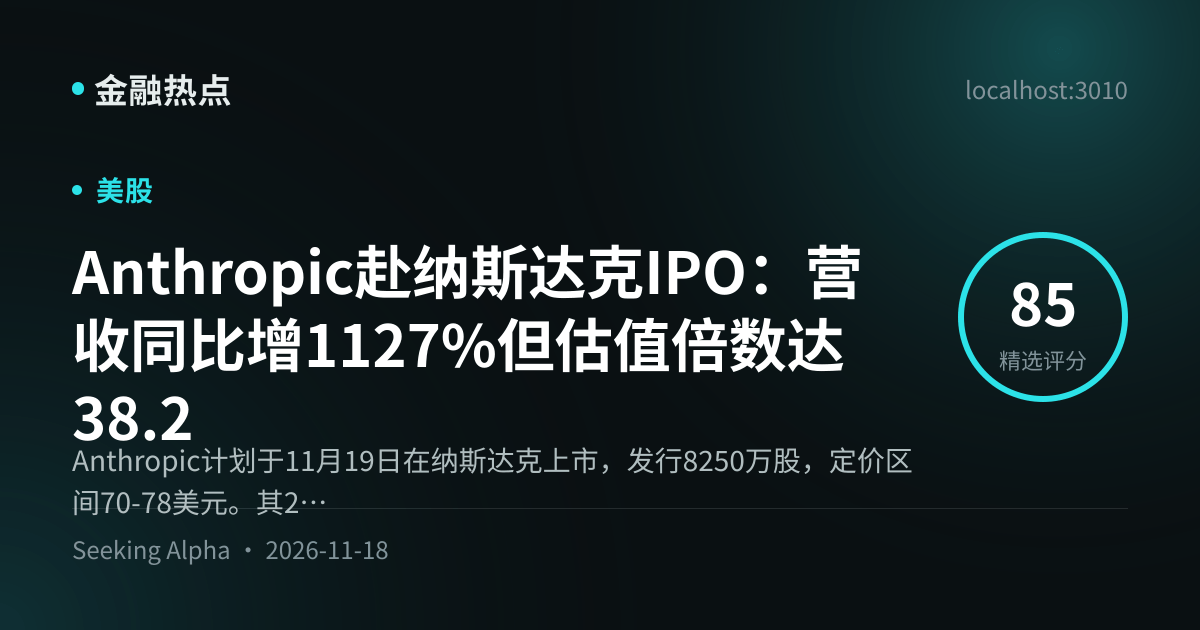 金融热点
localhost:3010
美股
Anthropic赴纳斯达克IPO：营
收同比增1127%但估值倍数达
38.2
85
精选评分
Anthropic计划于11月19日在纳斯达克上市，发行8250万股，定价区
间70-78美元。其2…
Seeking Alpha · 2026-11-18